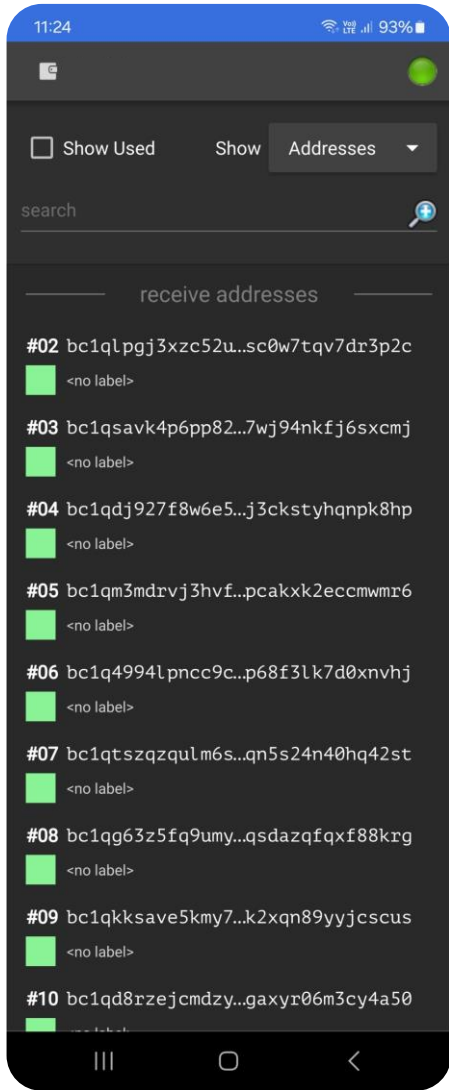 11:24 Vo) LTE 93%
Show Used Show Addresses
search
receive addresses
#02 bc1qlpgj3xzc52u…sc0w7tqv7dr3p2c
<no label>
#03 bc1qsavk4p6pp82…7wj94nkfj6sxcmj
<no label>
#04 bc1qdj927f8w6e5…j3ckstyhqnpk8hp
<no label>
#05 bc1qm3mdrvj3hvf…pcakxk2eccmwmr6
<no label>
#06 bc1q4994lpncc9c…p68f3lk7d0xnvhj
<no label>
#07 bc1qtszqzqulm6s…qn5s24n40hq42st
<no label>
#08 bc1qg63z5fq9umy…qsdazqfqxf88krg
<no label>
#09 bc1qkksave5kmy7…k2xqn89yyjcscus
<no label>
#10 bc1qd8rzejcmdzy…gaxyr06m3cy4a50